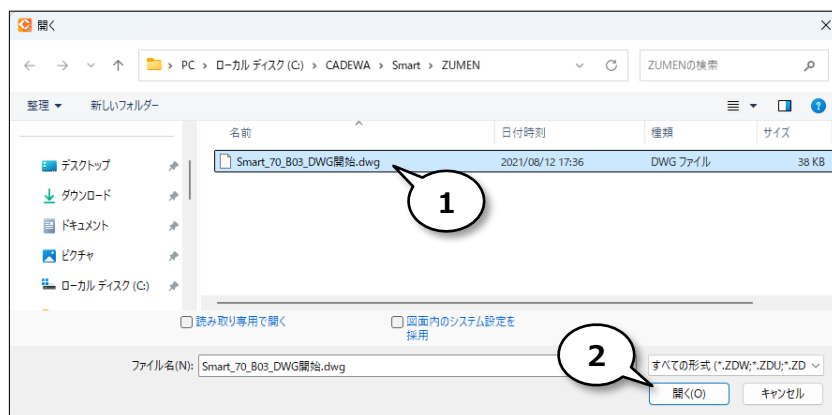 開く
PC › ローカル ディスク (C:) › CADEWA › Smart › ZUMEN
ZUMENの検索
整理 新しいフォルダー
名前 日付時刻 種類 サイズ
Smart_70_B03_DWG開始.dwg 2021/08/12 17:36 DWG ファイル 38 KB
デスクトップ
ダウンロード
ドキュメント
ピクチャ
ローカル ディスク (C:)
1
読み取り専用で開く
図面内のシステム設定を
採用
2
ファイル名(N): Smart_70_B03_DWG開始.dwg すべての形式 (*.ZDW;*.ZDU;*.ZD
開く(O) キャンセル